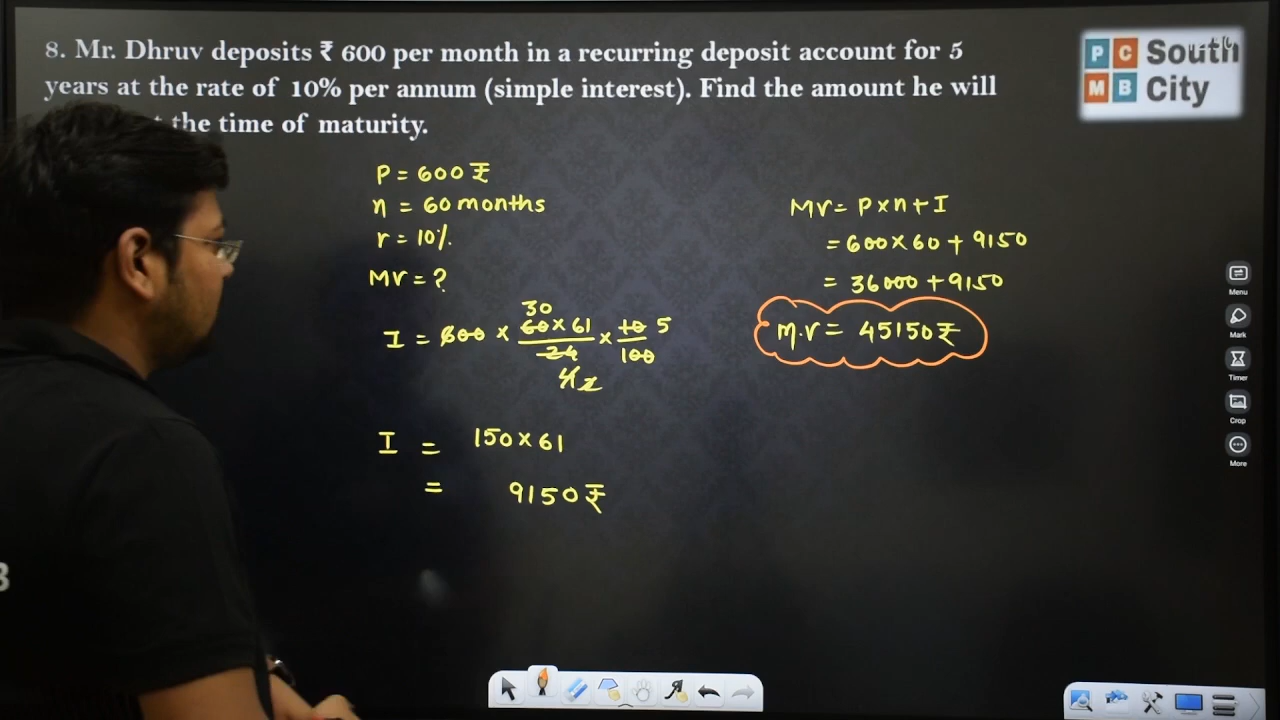 8. Mr. Dhruv deposits ₹ 600 per month in a recurring deposit account for 5
years at the rate of 10% per annum (simple interest). Find the amount he will
the time of maturity.
P C M B South City
P = 600 ₹
n = 60 months
r = 10%
MV = ?
30
I = 600 × 60 × 61 / 24 × 10 / 100 5
I = 150 × 61
= 9150 ₹
MV = P × n + I
= 600 × 60 + 9150
= 36000 + 9150
M.V = 45150 ₹
Menu
Mark
Timer
Crop
More